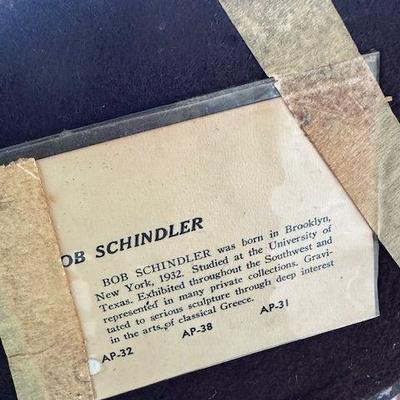 OB SCHINDLER
BOB SCHINDLER was born in Brooklyn,
New York, 1932. Studied at the University of
Texas. Exhibited throughout the Southwest and
represented in many private collections. Gravi-
tated to serious sculpture through deep interest
in the arts of classical Greece.
AP-32 AP-38 AP-31